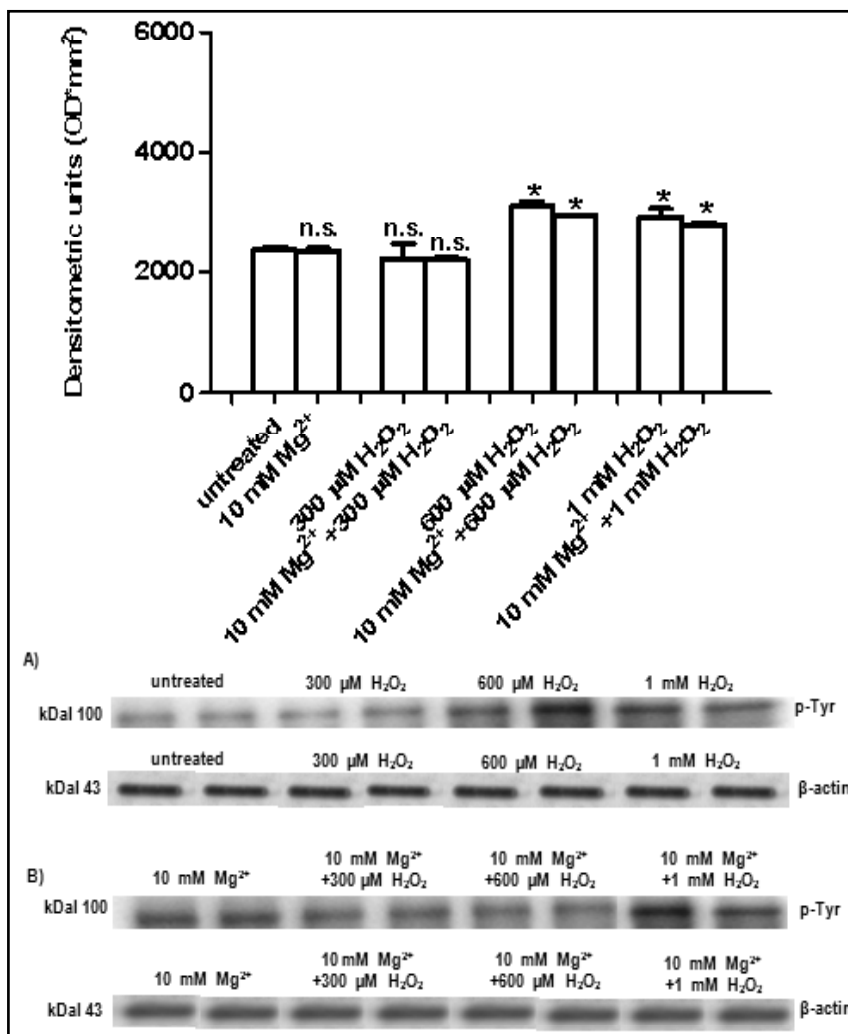 Densitometric units (OD*mm²)
6000
4000
2000
0
n.s.
n.s.
n.s.
*
*
*
*
untreated
10 mM Mg²⁺
300 µM H₂O₂
10 mM Mg²⁺ +300 µM H₂O₂
600 µM H₂O₂
10 mM Mg²⁺ +600 µM H₂O₂
1 mM H₂O₂
10 mM Mg²⁺ +1 mM H₂O₂
A)
untreated 300 µM H₂O₂ 600 µM H₂O₂ 1 mM H₂O₂
kDal 100 p-Tyr
untreated 300 µM H₂O₂ 600 µM H₂O₂ 1 mM H₂O₂
kDal 43 β-actin
B)
10 mM Mg²⁺ 10 mM Mg²⁺ 10 mM Mg²⁺
10 mM Mg²⁺ +300 µM H₂O₂ +600 µM H₂O₂ +1 mM H₂O₂
kDal 100 p-Tyr
10 mM Mg²⁺ 10 mM Mg²⁺ 10 mM Mg²⁺
10 mM Mg²⁺ +300 µM H₂O₂ +600 µM H₂O₂ +1 mM H₂O₂
kDal 43 β-actin